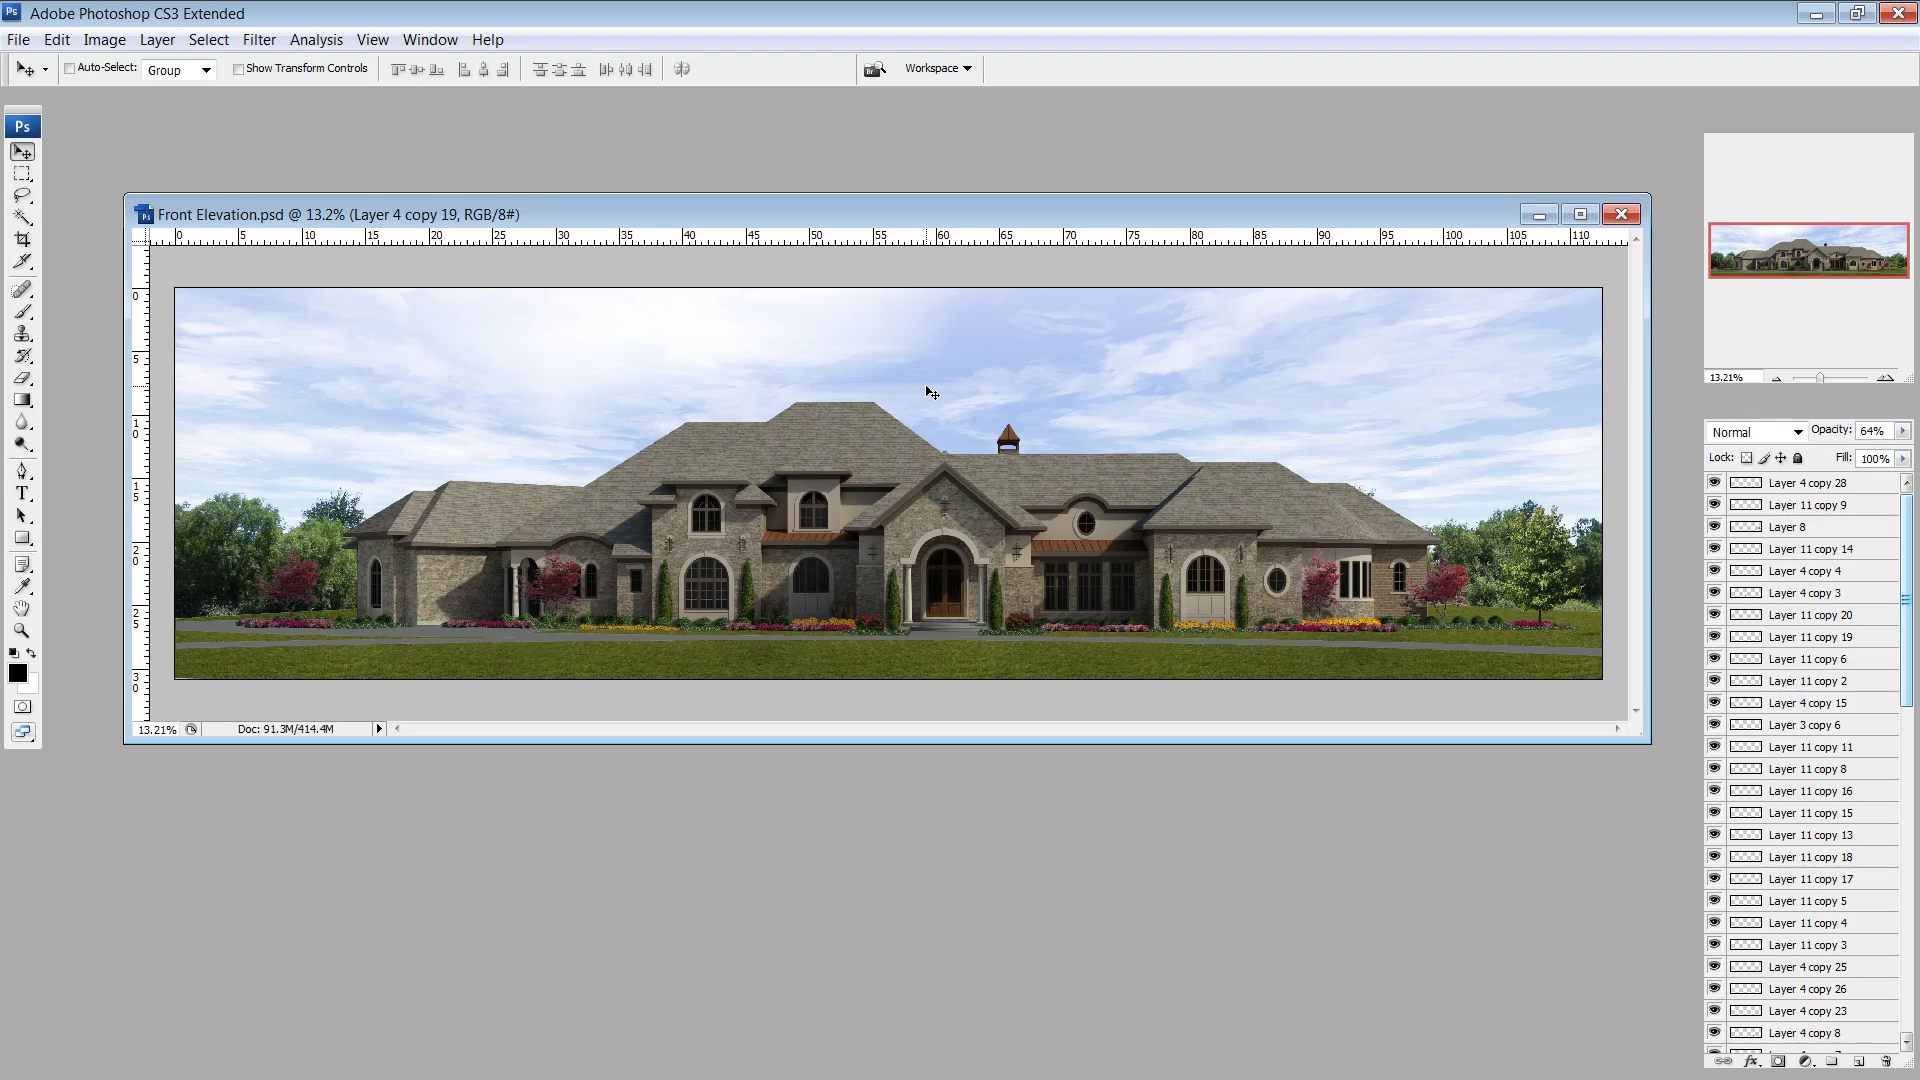 Ps Adobe Photoshop CS3 Extended
File Edit Image Layer Select Filter Analysis View Window Help
Auto-Select: Group Show Transform Controls Workspace
Ps
Front Elevation.psd @ 13.2% (Layer 4 copy 19, RGB/8#)
0 5 10 15 20 25 30 35 40 45 50 55 60 65 70 75 80 85 90 95 100 105 110
0
5
10
15
20
25
30
13.21% Doc: 91.3M/414.4M
13.21%
Normal Opacity: 64%
Lock: Fill: 100%
Layer 4 copy 28
Layer 11 copy 9
Layer 8
Layer 11 copy 14
Layer 4 copy 4
Layer 4 copy 3
Layer 11 copy 20
Layer 11 copy 19
Layer 11 copy 6
Layer 11 copy 2
Layer 4 copy 15
Layer 3 copy 6
Layer 11 copy 11
Layer 11 copy 8
Layer 11 copy 16
Layer 11 copy 15
Layer 11 copy 13
Layer 11 copy 18
Layer 11 copy 17
Layer 11 copy 5
Layer 11 copy 4
Layer 11 copy 3
Layer 4 copy 25
Layer 4 copy 26
Layer 4 copy 23
Layer 4 copy 8